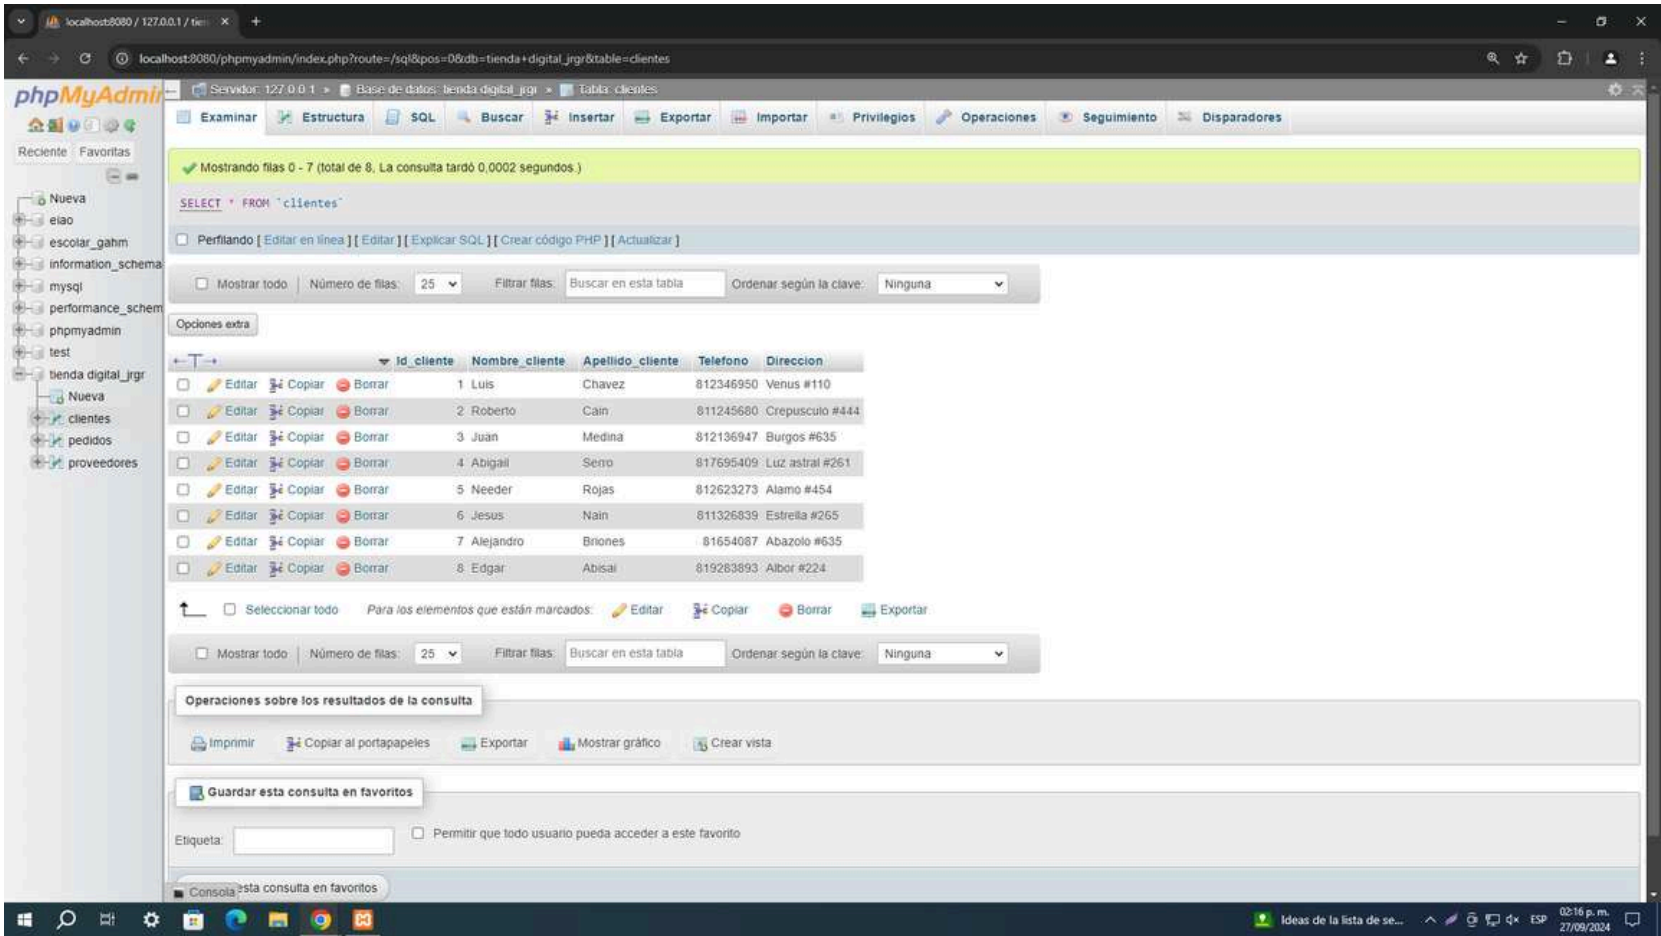 localhost:8080 / 127.0.0.1 / tien
localhost:8080/phpmyadmin/index.php?route=/sql&pos=0&db=tienda+digital_jrgr&table=clientes
phpMyAdmin
Servidor: 127.0.0.1 » Base de datos: tienda digital_jrgr » Tabla: clientes
Examinar Estructura SQL Buscar Insertar Exportar Importar Privilegios Operaciones Seguimiento Disparadores
Reciente Favoritas
Nueva
eiao
escolar_gahm
information_schema
mysql
performance_schem
phpmyadmin
test
tienda digital_jrgr
Nueva
clientes
pedidos
proveedores
Mostrando filas 0 - 7 (total de 8, La consulta tardó 0,0002 segundos.)
SELECT * FROM `clientes`
Perfilando [ Editar en línea ] [ Editar ] [ Explicar SQL ] [ Crear código PHP ] [ Actualizar ]
Mostrar todo Número de filas: 25 Filtrar filas: Buscar en esta tabla Ordenar según la clave: Ninguna
Opciones extra
Id_cliente Nombre_cliente Apellido_cliente Telefono Direccion
Editar Copiar Borrar 1 Luis Chavez 812346950 Venus #110
Editar Copiar Borrar 2 Roberto Cain 811245680 Crepusculo #444
Editar Copiar Borrar 3 Juan Medina 812136947 Burgos #635
Editar Copiar Borrar 4 Abigail Serro 817695409 Luz astral #261
Editar Copiar Borrar 5 Needer Rojas 812623273 Alamo #454
Editar Copiar Borrar 6 Jesus Nain 811326839 Estrella #265
Editar Copiar Borrar 7 Alejandro Briones 81654087 Abazolo #635
Editar Copiar Borrar 8 Edgar Abisai 819283893 Albor #224
Seleccionar todo Para los elementos que están marcados: Editar Copiar Borrar Exportar
Mostrar todo Número de filas: 25 Filtrar filas: Buscar en esta tabla Ordenar según la clave: Ninguna
Operaciones sobre los resultados de la consulta
Imprimir Copiar al portapapeles Exportar Mostrar gráfico Crear vista
Guardar esta consulta en favoritos
Etiqueta: Permitir que todo usuario pueda acceder a este favorito
Consola esta consulta en favoritos
Ideas de la lista de se... ESP 02:16 p. m.
27/09/2024